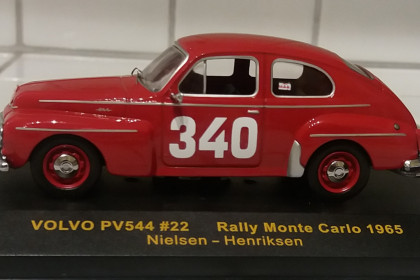 340
VOLVO PV544 #22 Rally Monte Carlo 1965
Nielsen – Henriksen